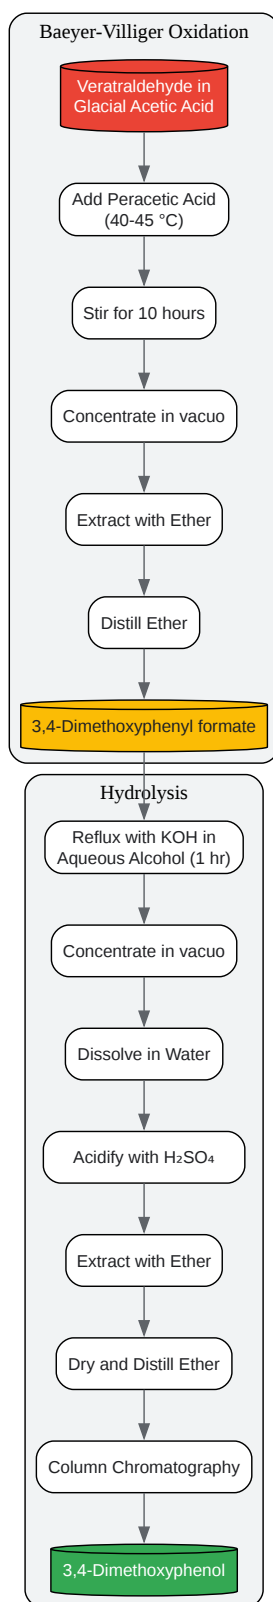 Baeyer-Villiger Oxidation
Veratraldehyde in
Glacial Acetic Acid
Add Peracetic Acid
(40-45 °C)
Stir for 10 hours
Concentrate in vacuo
Extract with Ether
Distill Ether
3,4-Dimethoxyphenyl formate
Hydrolysis
Reflux with KOH in
Aqueous Alcohol (1 hr)
Concentrate in vacuo
Dissolve in Water
Acidify with H₂SO₄
Extract with Ether
Dry and Distill Ether
Column Chromatography
3,4-Dimethoxyphenol